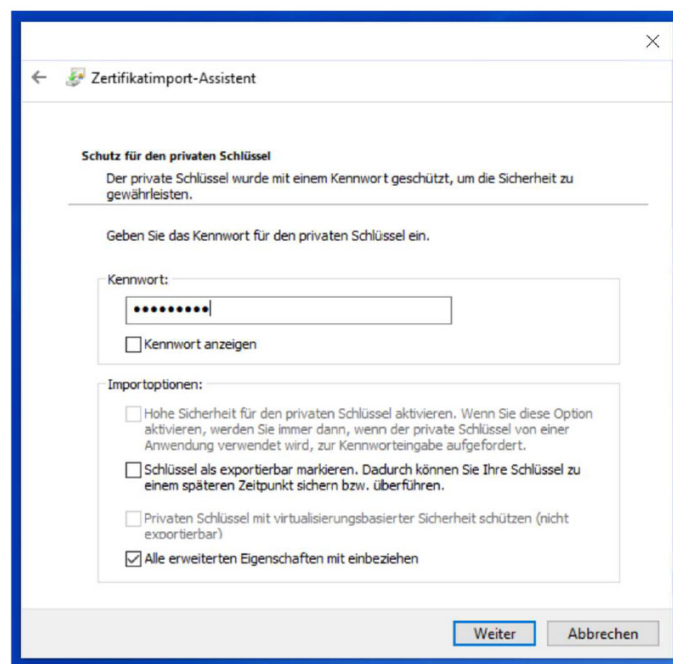 Zertifikatimport-Assistent
Schutz für den privaten Schlüssel
Der private Schlüssel wurde mit einem Kennwort geschützt, um die Sicherheit zu
gewährleisten.
Geben Sie das Kennwort für den privaten Schlüssel ein.
Kennwort:
●●●●●●●●●
Kennwort anzeigen
Importoptionen:
Hohe Sicherheit für den privaten Schlüssel aktivieren. Wenn Sie diese Option
aktivieren, werden Sie immer dann, wenn der private Schlüssel von einer
Anwendung verwendet wird, zur Kennworteingabe aufgefordert.
Schlüssel als exportierbar markieren. Dadurch können Sie Ihre Schlüssel zu
einem späteren Zeitpunkt sichern bzw. überführen.
Privaten Schlüssel mit virtualisierungsbasierter Sicherheit schützen (nicht
exportierbar)
Alle erweiterten Eigenschaften mit einbeziehen
Weiter Abbrechen